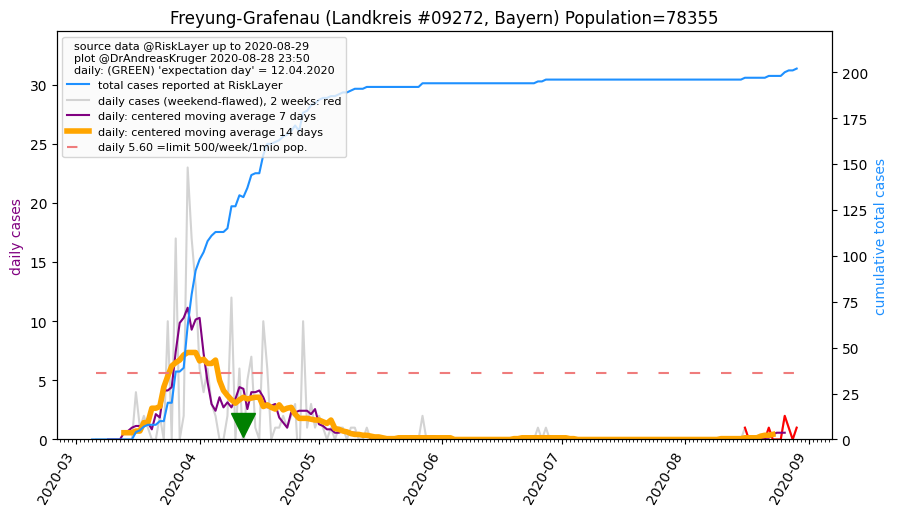 Freyung-Grafenau (Landkreis #09272, Bayern) Population=78355
source data @RiskLayer up to 2020-08-29
plot @DrAndreasKruger 2020-08-28 23:50
daily: (GREEN) 'expectation day' = 12.04.2020
total cases reported at RiskLayer
daily cases (weekend-flawed), 2 weeks: red
daily: centered moving average 7 days
daily: centered moving average 14 days
daily 5.60 =limit 500/week/1mio pop.
daily cases
30
25
20
15
10
5
0
cumulative total cases
200
175
150
125
100
75
50
25
0
2020-03
2020-04
2020-05
2020-06
2020-07
2020-08
2020-09